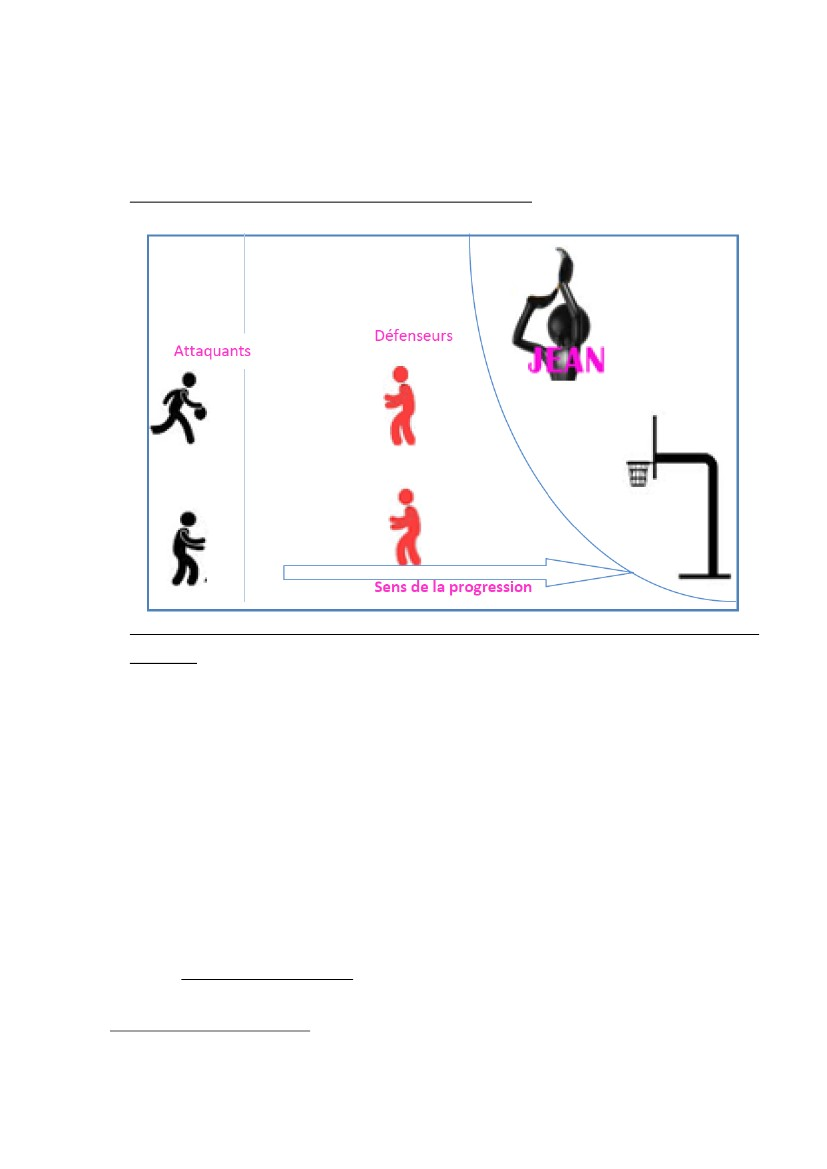 Défenseurs
Attaquants
JEAN
Sens de la progression